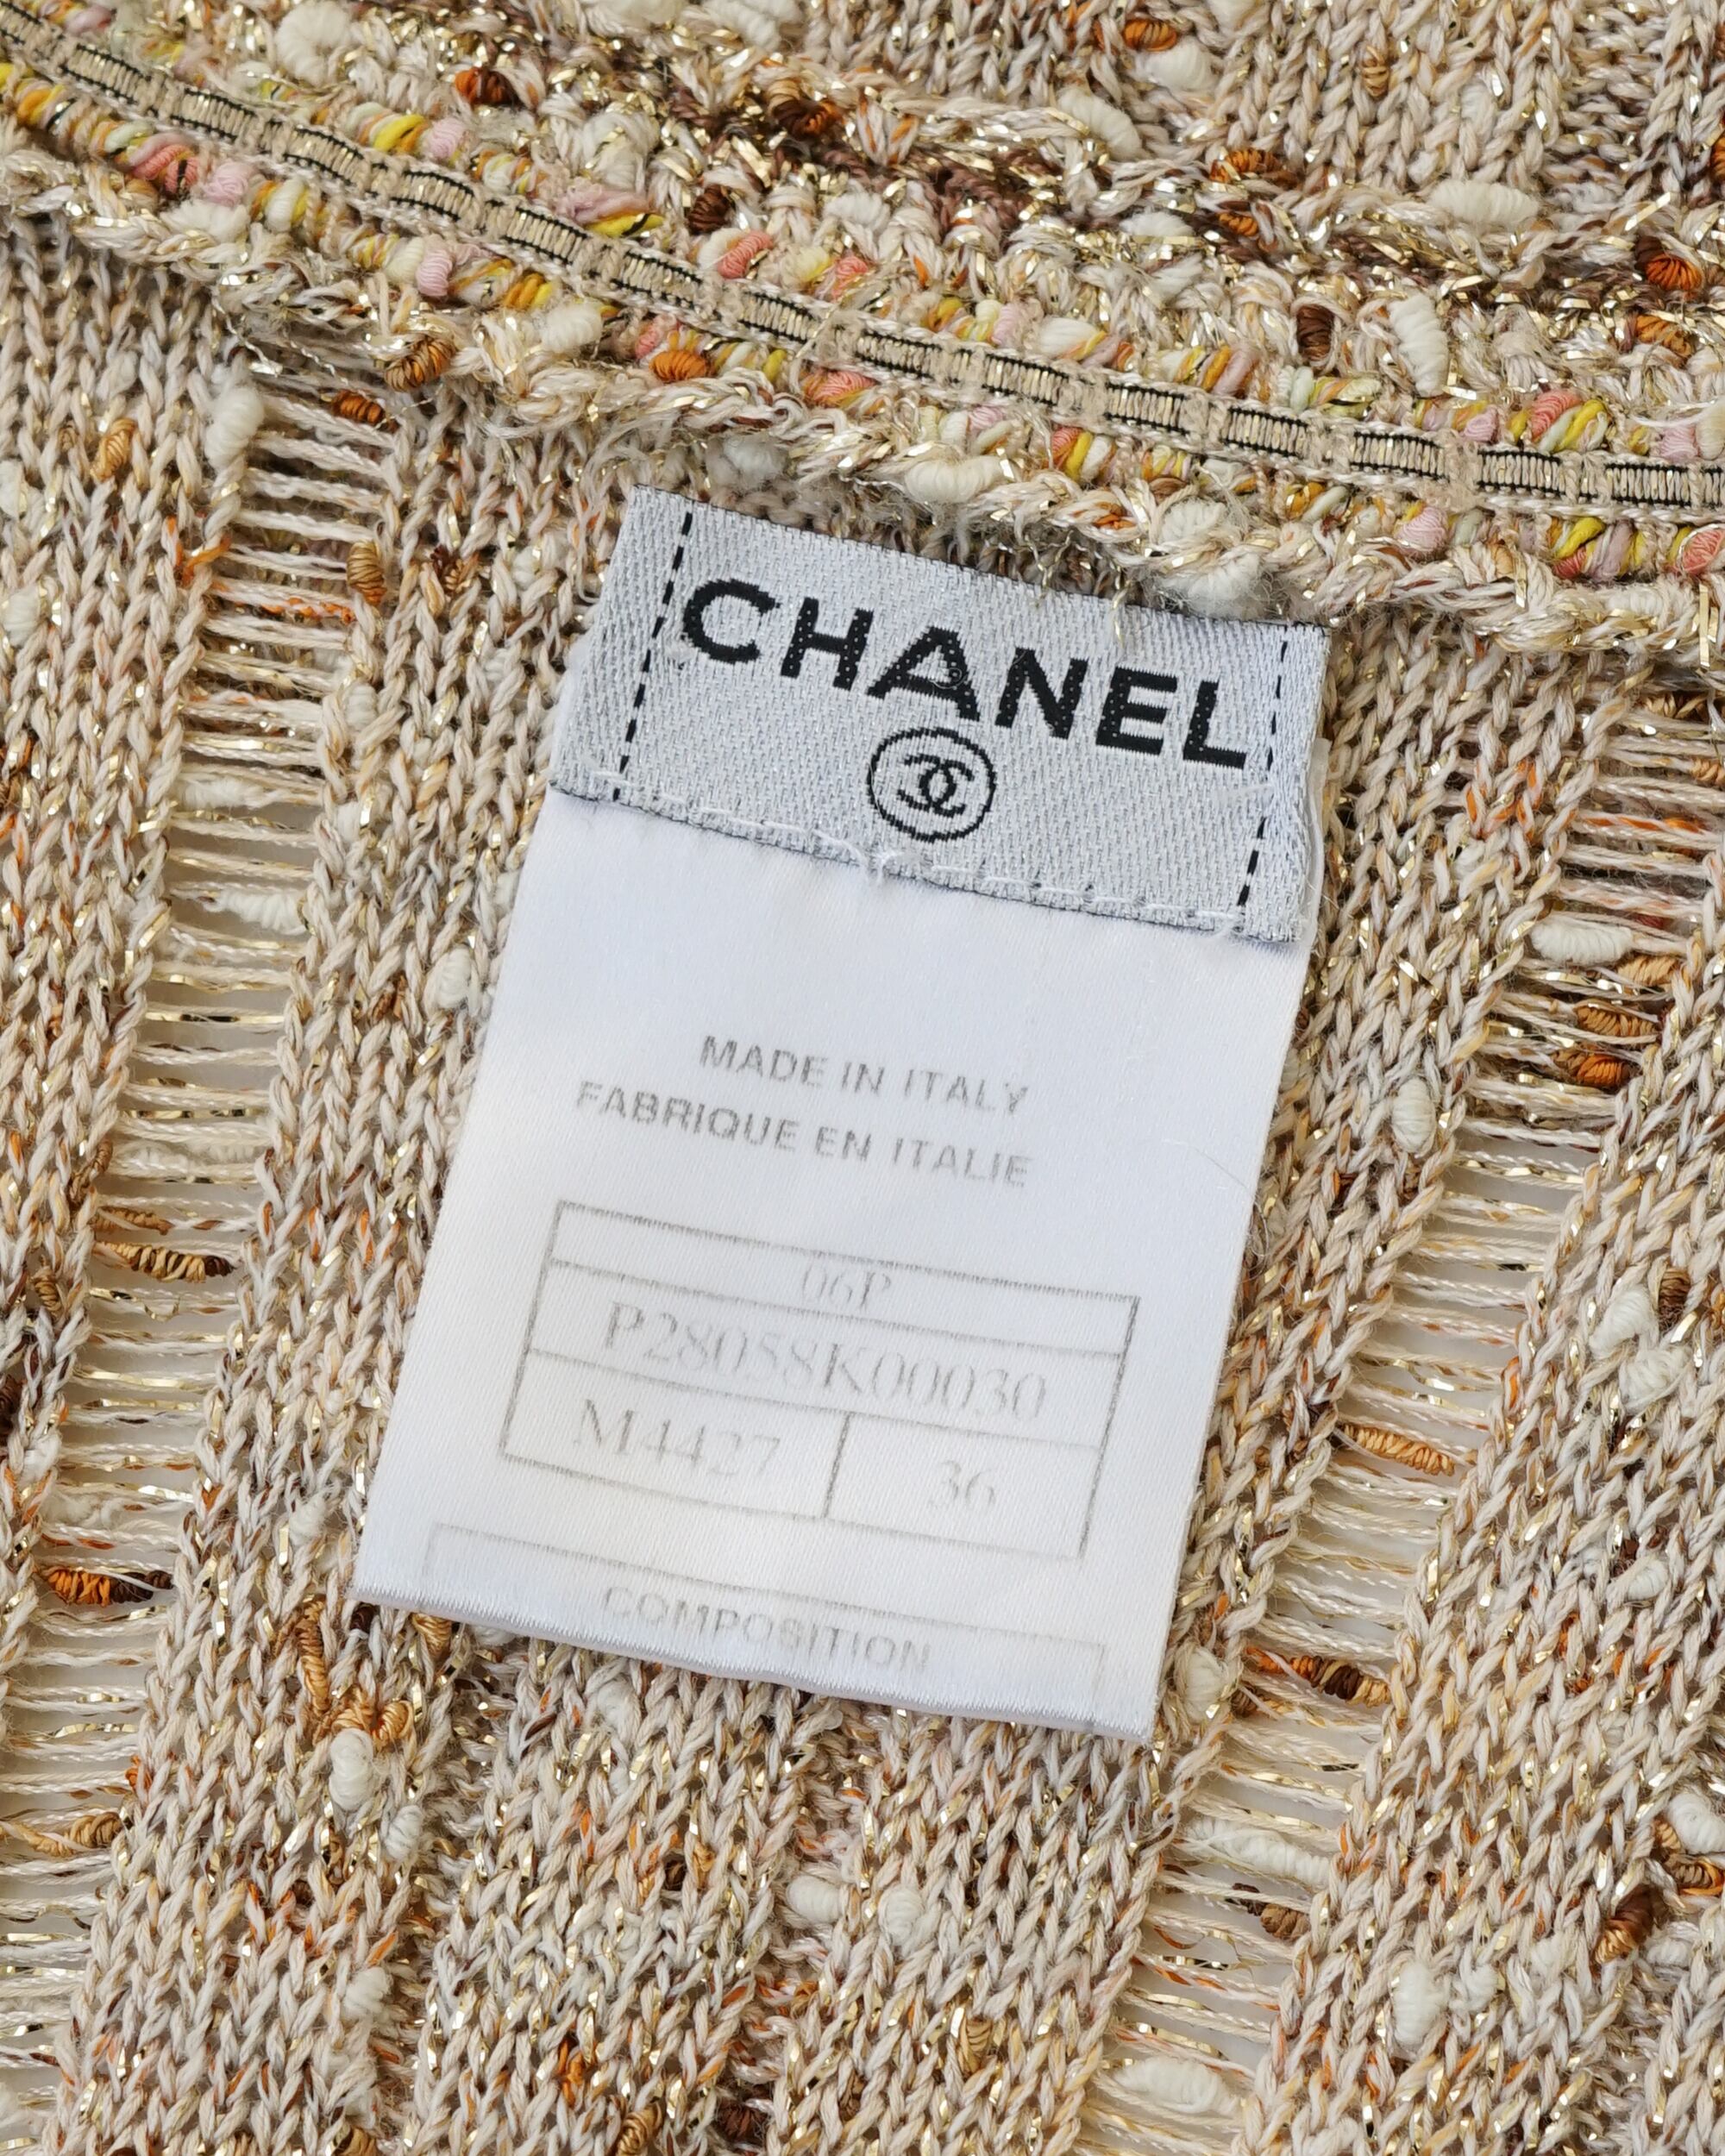 CHANEL
MADE IN ITALY
FABRIQUE EN ITALIE
06P
P28058K00030
M4427 36
COMPOSITION